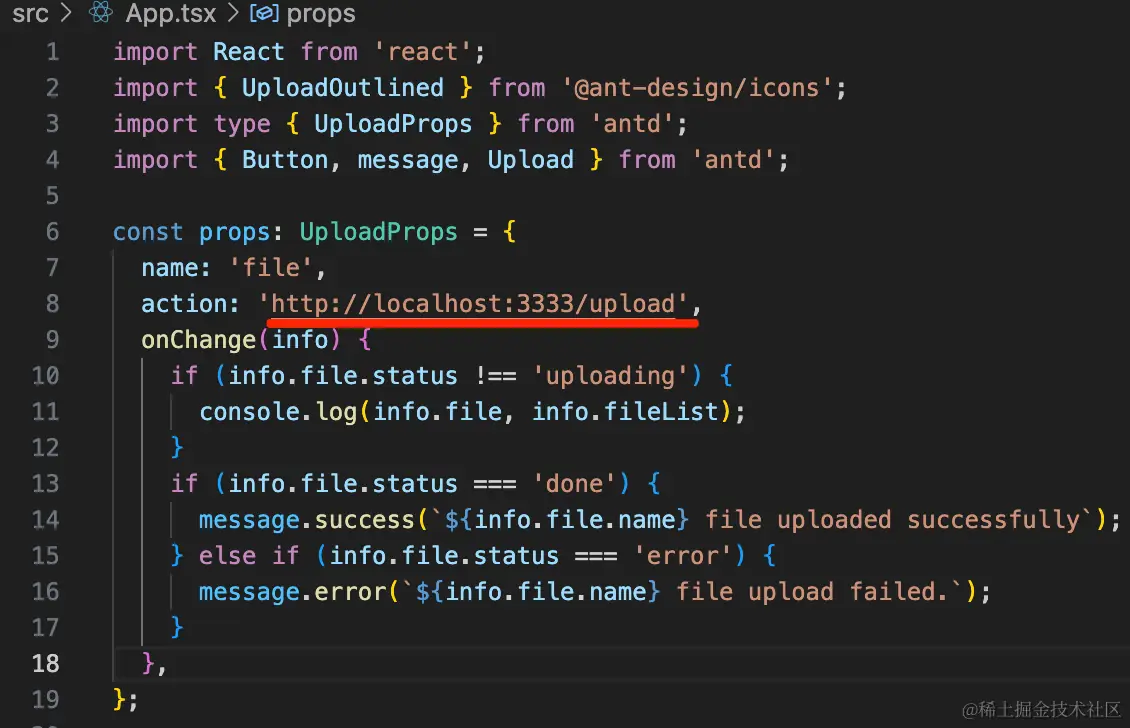 src > App.tsx > props
1 import React from 'react';
2 import { UploadOutlined } from '@ant-design/icons';
3 import type { UploadProps } from 'antd';
4 import { Button, message, Upload } from 'antd';
5
6 const props: UploadProps = {
7   name: 'file',
8   action: 'http://localhost:3333/upload',
9   onChange(info) {
10     if (info.file.status !== 'uploading') {
11       console.log(info.file, info.fileList);
12     }
13     if (info.file.status === 'done') {
14       message.success(`${info.file.name} file uploaded successfully`);
15     } else if (info.file.status === 'error') {
16       message.error(`${info.file.name} file upload failed.`);
17     }
18   },
19 };
@稀土掘金技术社区